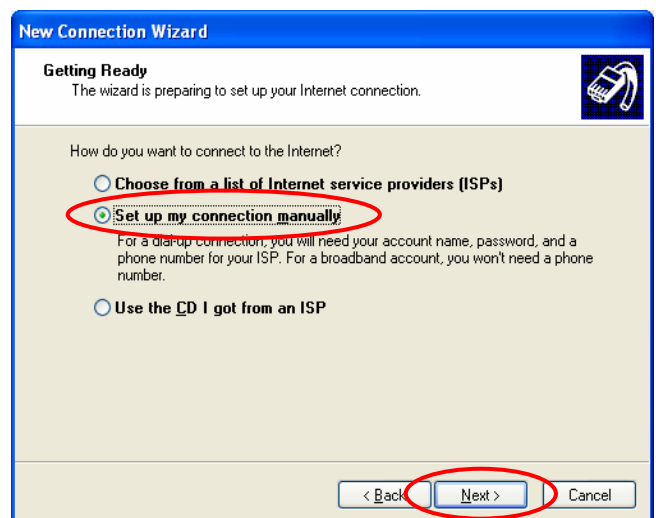 New Connection Wizard
Getting Ready
The wizard is preparing to set up your Internet connection.
How do you want to connect to the Internet?
Choose from a list of Internet service providers (ISPs)
Set up my connection manually
For a dial-up connection, you will need your account name, password, and a
phone number for your ISP. For a broadband account, you won't need a phone
number.
Use the CD I got from an ISP
< Back Next > Cancel